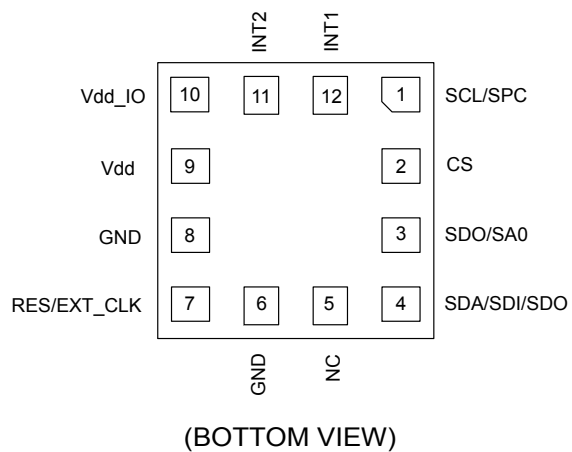 INT2 INT1
Vdd_IO 10 11 12 1 SCL/SPC
Vdd 9 2 CS
GND 8 3 SDO/SA0
RES/EXT_CLK 7 6 5 4 SDA/SDI/SDO
GND NC
(BOTTOM VIEW)